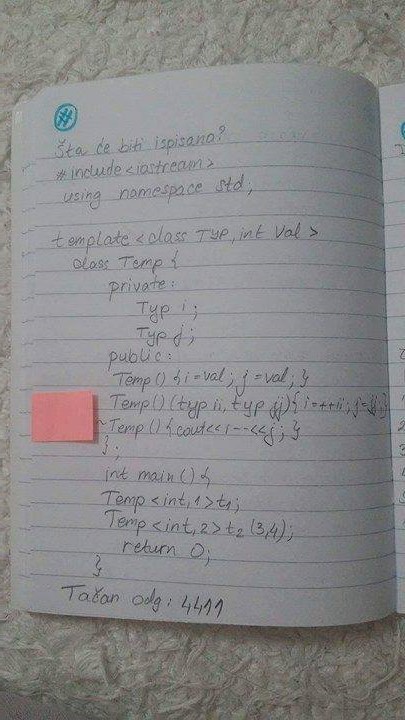 #
Šta će biti ispisano?
#include <iostream>
using namespace std;
template <class Typ, int Val>
class Temp {
private:
Typ i;
Typ j;
public:
Temp() {i=val; j=val;}
Temp() (typ ii, typ jj) {i=++ii; j=jj;}
~Temp() {cout<<i--<<j; }
};
int main() {
Temp <int,1> t1;
Temp <int,2> t2 (3,4);
return 0;
}
Tačan odg: 4411